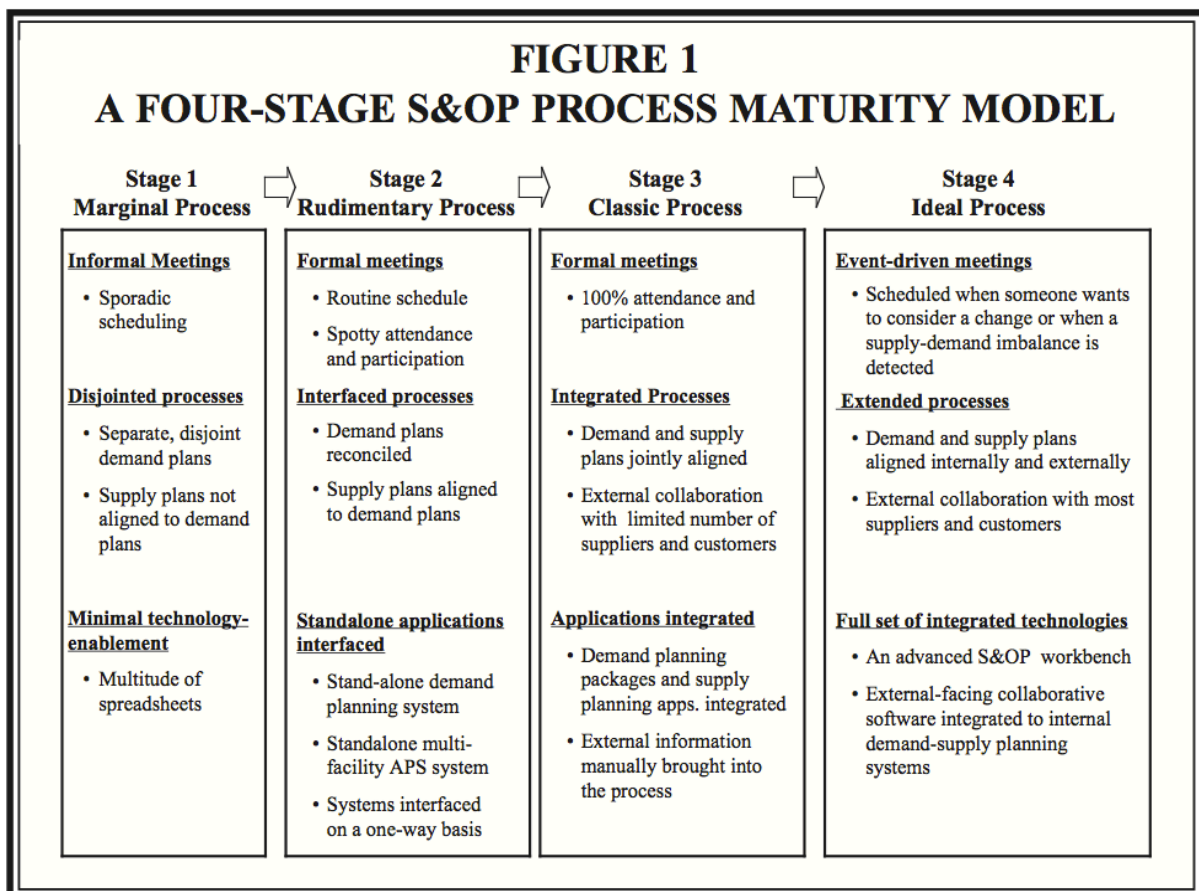 FIGURE 1
A FOUR-STAGE S&OP PROCESS MATURITY MODEL
Stage 1
Marginal Process
Stage 2
Rudimentary Process
Stage 3
Classic Process
Stage 4
Ideal Process
Informal Meetings
• Sporadic
scheduling
Disjointed processes
• Separate, disjoint
demand plans
• Supply plans not
aligned to demand
plans
Minimal technology-
enablement
• Multitude of
spreadsheets
Formal meetings
• Routine schedule
• Spotty attendance
and participation
Interfaced processes
• Demand plans
reconciled
• Supply plans aligned
to demand plans
Standalone applications
interfaced
• Stand-alone demand
planning system
• Standalone multi-
facility APS system
• Systems interfaced
on a one-way basis
Formal meetings
• 100% attendance and
participation
Integrated Processes
• Demand and supply
plans jointly aligned
• External collaboration
with limited number of
suppliers and customers
Applications integrated
• Demand planning
packages and supply
planning apps. integrated
• External information
manually brought into
the process
Event-driven meetings
• Scheduled when someone wants
to consider a change or when a
supply-demand imbalance is
detected
Extended processes
• Demand and supply plans
aligned internally and externally
• External collaboration with most
suppliers and customers
Full set of integrated technologies
• An advanced S&OP workbench
• External-facing collaborative
software integrated to internal
demand-supply planning
systems